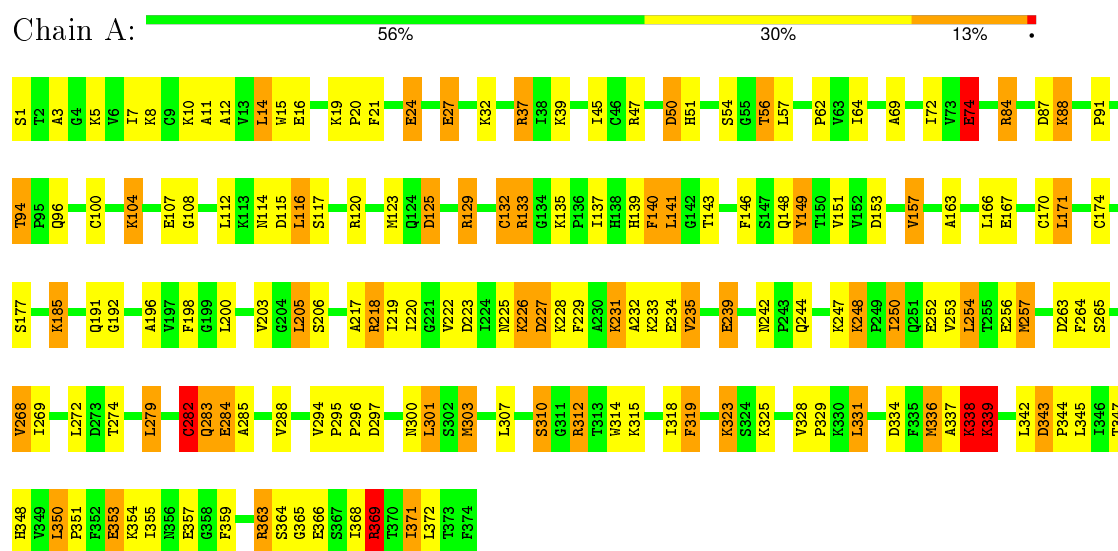 Chain A:
56% 30% 13% •
S1 T2 A3 G4 K5 V6 I7 K8 C9 K10 A11 A12 V13 L14 W15 E16 K19 P20 F21 E24 E27 K32 R37 I38 K39 I45 C46 R47 D50 H51 S54 G55 T56 L57 P62 V63 I64 A69 I72 V73 E74 R84 D87 K88 P91
T94 P95 Q96 C100 K104 E107 G108 L112 K113 N114 D115 L116 S117 R120 M123 Q124 D125 R129 C132 R133 G134 K135 P136 I137 H138 H139 F140 L141 G142 T143 F146 S147 Q148 Y149 T150 V151 V152 D153 V157 A163 L166 E167 C170 L171 C174
S177 K185 Q191 G192 A196 V197 F198 G199 L200 V203 G204 L205 S206 A217 R218 I219 I220 G221 V222 D223 I224 N225 K226 D227 K228 F229 A230 K231 A232 K233 E234 V235 E239 N242 P243 Q244 K247 K248 P249 I250 Q251 E252 V253 L254 T255 E256 M257 D263 F264 S265
V268 I269 L272 D273 T274 L279 C282 Q283 E284 A285 V288 V294 P295 P296 D297 N300 L301 S302 M303 L307 S310 G311 R312 T313 W314 K315 I318 F319 K323 S324 K325 V328 P329 K330 L331 D334 F335 M336 A337 K338 K339 L342 D343 P344 L345 I346 T347
H348 V349 L350 P351 F352 E353 K354 I355 N356 E357 G358 F359 R363 S364 G365 E366 S367 I368 R369 T370 I371 L372 T373 F374